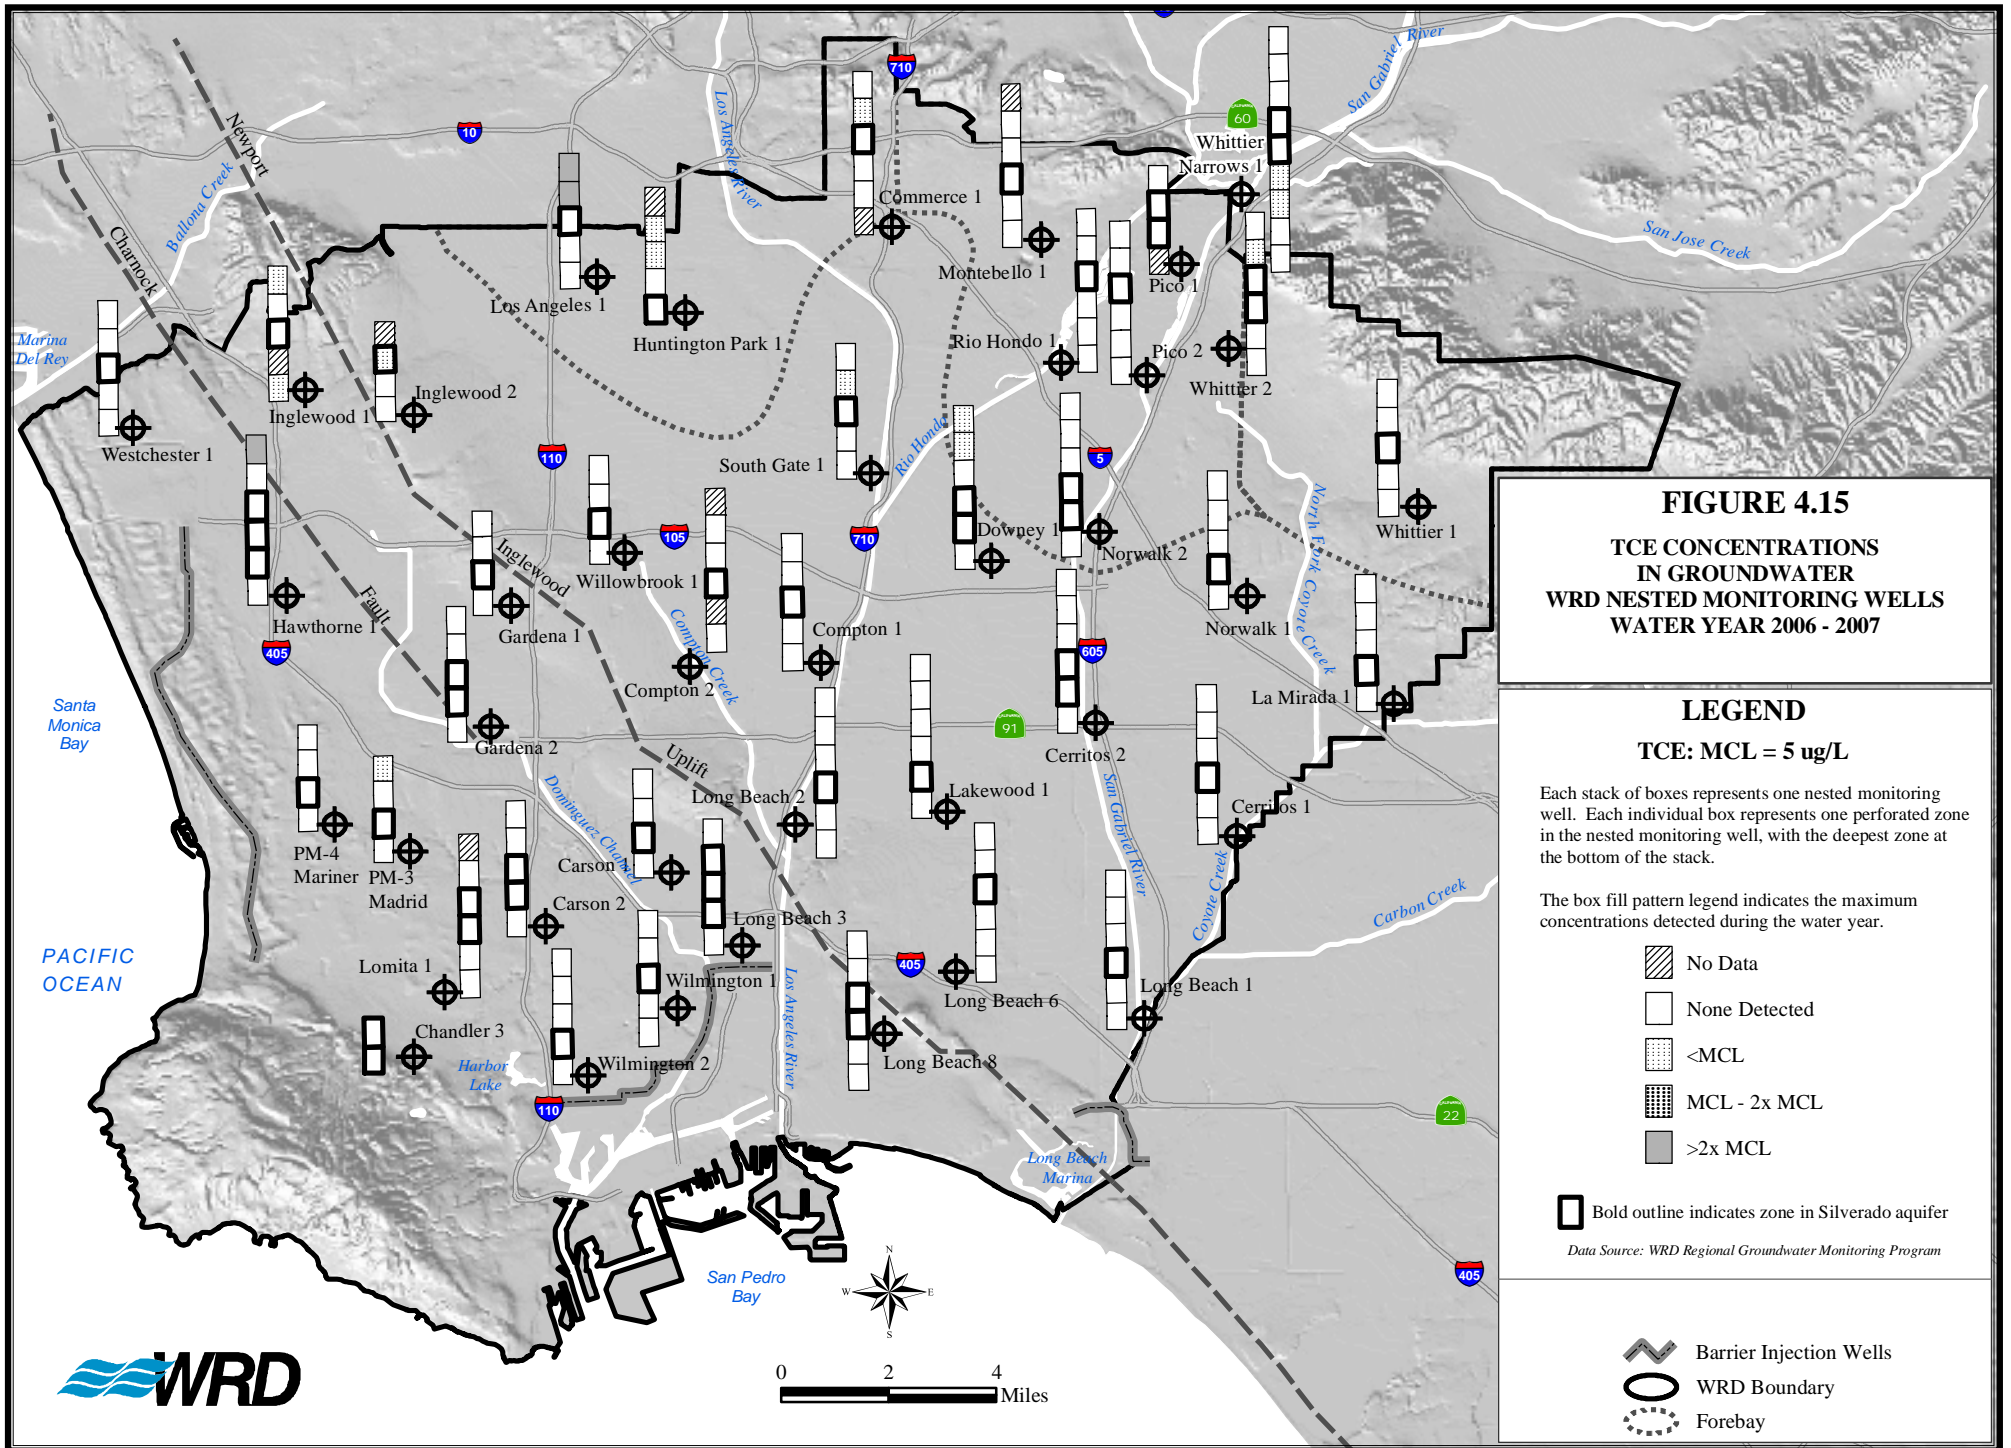 FIGURE 4.15
TCE CONCENTRATIONS
IN GROUNDWATER
WRD NESTED MONITORING WELLS
WATER YEAR 2006 - 2007
LEGEND
TCE: MCL = 5 ug/L
Each stack of boxes represents one nested monitoring
well. Each individual box represents one perforated zone
in the nested monitoring well, with the deepest zone at
the bottom of the stack.
The box fill pattern legend indicates the maximum
concentrations detected during the water year.
No Data
None Detected
<MCL
MCL - 2x MCL
>2x MCL
Bold outline indicates zone in Silverado aquifer
Data Source: WRD Regional Groundwater Monitoring Program
Barrier Injection Wells
WRD Boundary
Forebay
710
San Gabriel River
Los Angeles River
CALIFORNIA
60
10
Newport
Whittier
Narrows 1
Ballona Creek
Commerce 1
San Jose Creek
Charnock
Montebello 1
Pico 1
Los Angeles 1
Marina
Del Rey
Huntington Park 1
Rio Hondo 1
Pico 2
Whittier 2
Inglewood 1
Inglewood 2
Westchester 1
110
South Gate 1
Rio Hondo
5
North Fork Coyote Creek
Whittier 1
105
710
Downey 1
Norwalk 2
Inglewood
Willowbrook 1
Fault
Hawthorne 1
Gardena 1
Compton Creek
Compton 1
Norwalk 1
405
605
Compton 2
La Mirada 1
Santa
Monica
Bay
CALIFORNIA
91
Gardena 2
Uplift
Cerritos 2
Dominguez Channel
Long Beach 2
Lakewood 1
San Gabriel River
Cerritos 1
PM-4
Mariner
PM-3
Madrid
Carson 1
Carson 2
Long Beach 3
Coyote Creek
Carbon Creek
PACIFIC
OCEAN
Lomita 1
Wilmington 1
Los Angeles River
405
Long Beach 6
Long Beach 1
Chandler 3
Harbor
Lake
Wilmington 2
Long Beach 8
110
CALIFORNIA
22
Long Beach
Marina
San Pedro
Bay
N
W
E
S
405
WRD
0 2 4
Miles